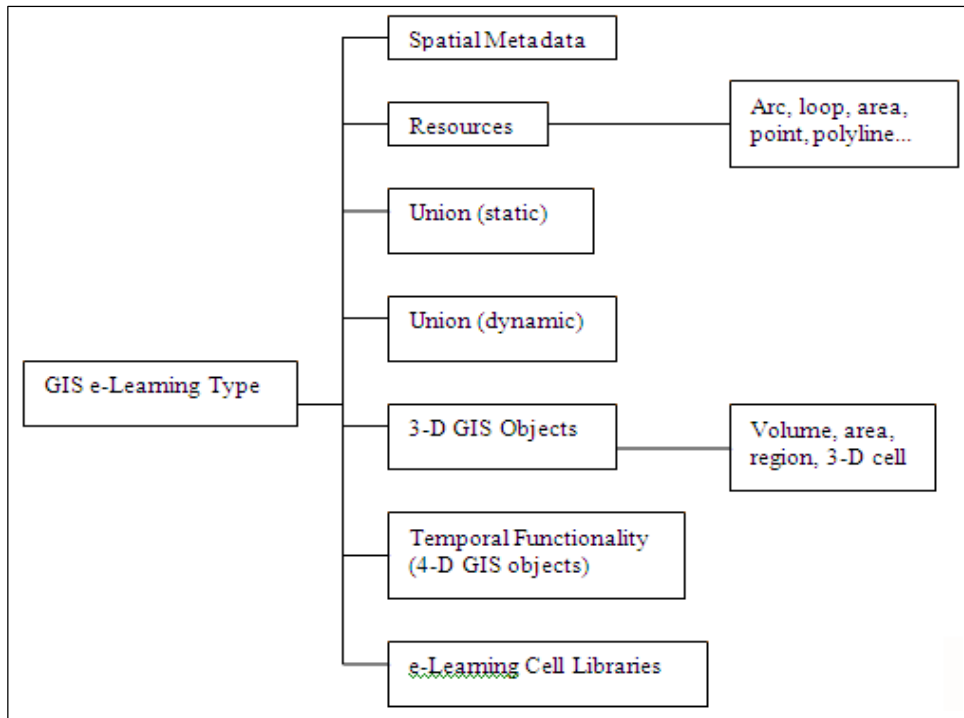 Spatial Metadata
Resources
Arc, loop, area,
point, polyline...
Union (static)
Union (dynamic)
GIS e-Learning Type
3-D GIS Objects
Volume, area,
region, 3-D cell
Temporal Functionality
(4-D GIS objects)
e-Learning Cell Libraries